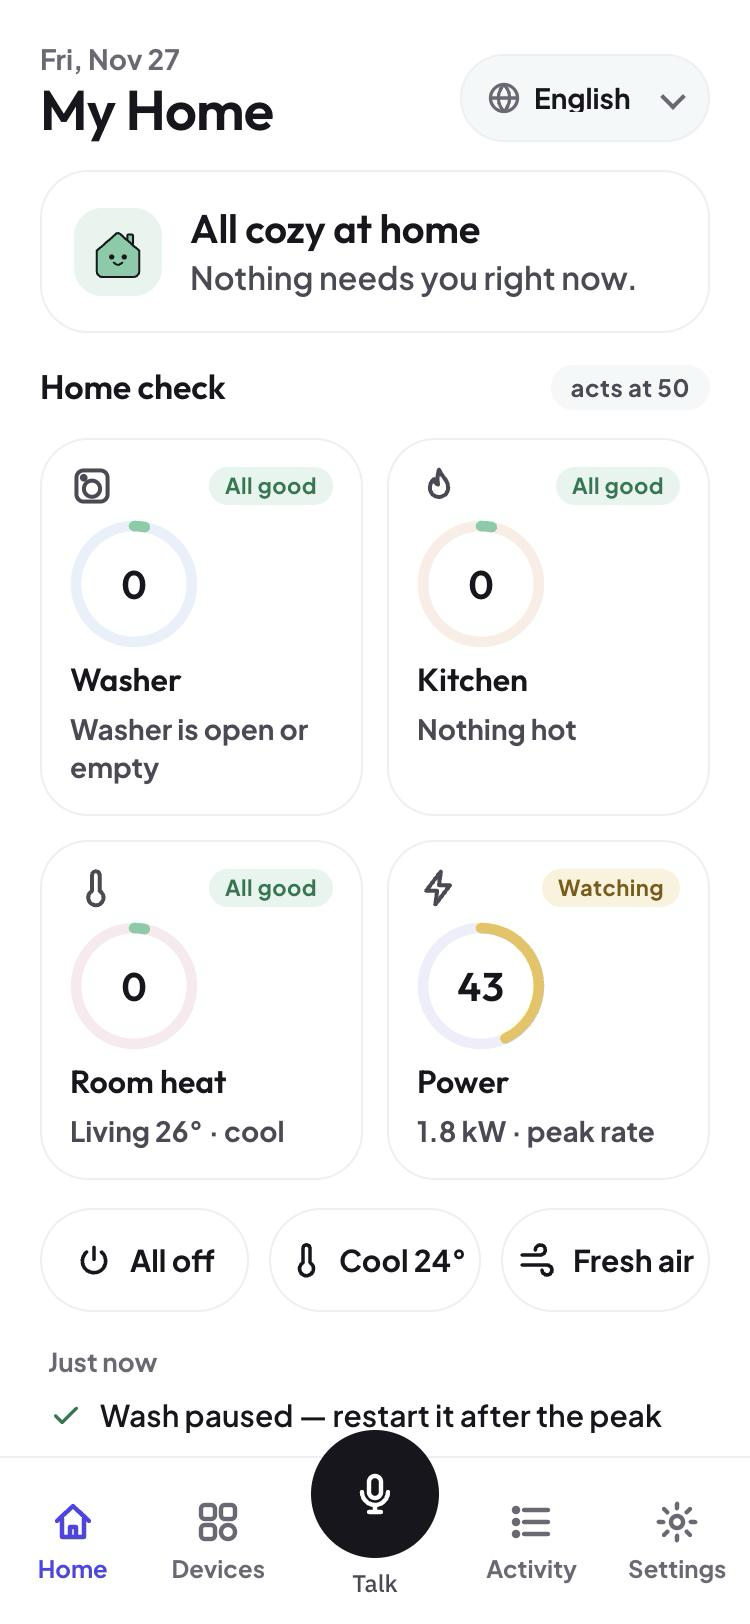 Fri, Nov 27
My Home
English
All cozy at home
Nothing needs you right now.
Home check
acts at 50
All good
0
Washer
Washer is open or
empty
All good
0
Kitchen
Nothing hot
All good
0
Room heat
Living 26° · cool
Watching
43
Power
1.8 kW · peak rate
All off
Cool 24°
Fresh air
Just now
Wash paused — restart it after the peak
Home
Devices
Talk
Activity
Settings